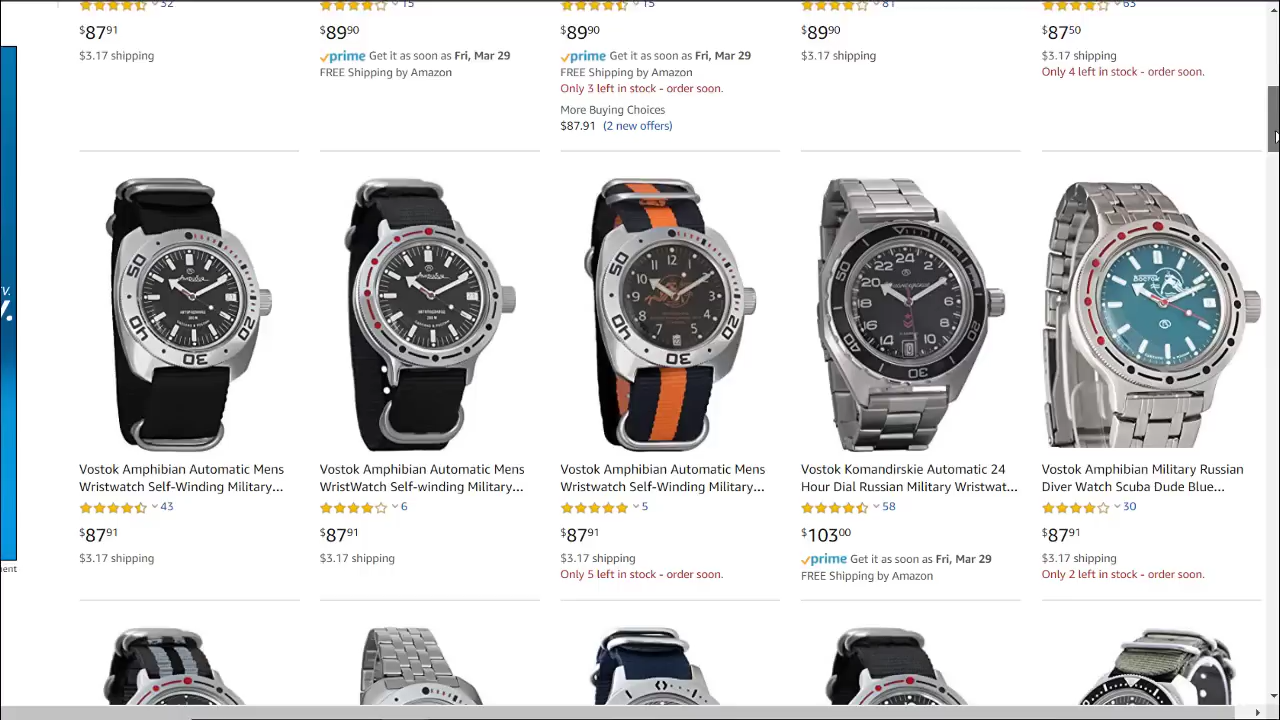 32
15
15
81
63
$87 91
$89 90
$89 90
$89 90
$87 50
$3.17 shipping
prime Get it as soon as Fri, Mar 29
prime Get it as soon as Fri, Mar 29
$3.17 shipping
$3.17 shipping
FREE Shipping by Amazon
FREE Shipping by Amazon
Only 4 left in stock - order soon.
Only 3 left in stock - order soon.
More Buying Choices
$87.91 (2 new offers)
Vostok Amphibian Automatic Mens
Wristwatch Self-Winding Military...
43
$87 91
$3.17 shipping
Vostok Amphibian Automatic Mens
WristWatch Self-winding Military...
6
$87 91
$3.17 shipping
Vostok Amphibian Automatic Mens
Wristwatch Self-Winding Military...
5
$87 91
$3.17 shipping
Only 5 left in stock - order soon.
Vostok Komandirskie Automatic 24
Hour Dial Russian Military Wristwat...
58
$103 00
prime Get it as soon as Fri, Mar 29
FREE Shipping by Amazon
Vostok Amphibian Military Russian
Diver Watch Scuba Dude Blue...
30
$87 91
$3.17 shipping
Only 2 left in stock - order soon.